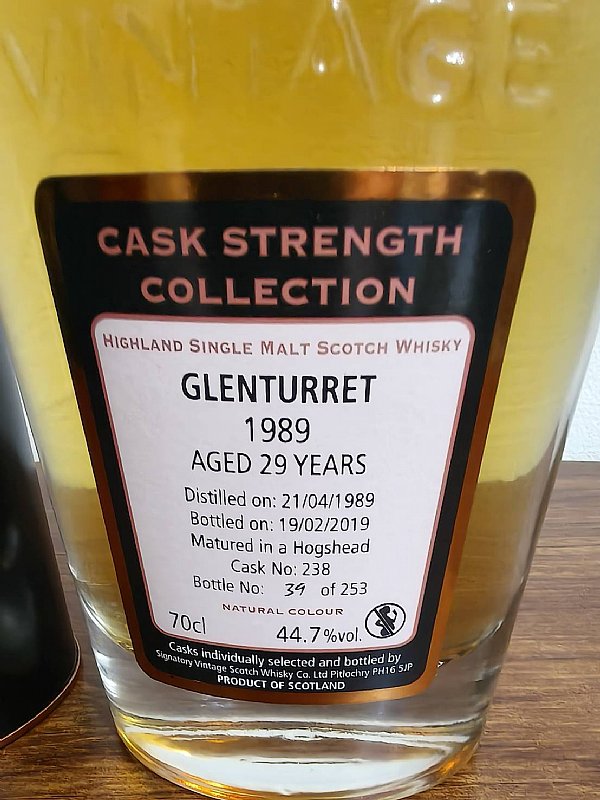 VINTAGE
CASK STRENGTH
COLLECTION
HIGHLAND SINGLE MALT SCOTCH WHISKY
GLENTURRET
1989
AGED 29 YEARS
Distilled on: 21/04/1989
Bottled on: 19/02/2019
Matured in a Hogshead
Cask No: 238
Bottle No: 39 of 253
NATURAL COLOUR
70cl 44.7%vol.
Casks individually selected and bottled by
Signatory Vintage Scotch Whisky Co. Ltd Pitlochry PH16 5JP
PRODUCT OF SCOTLAND